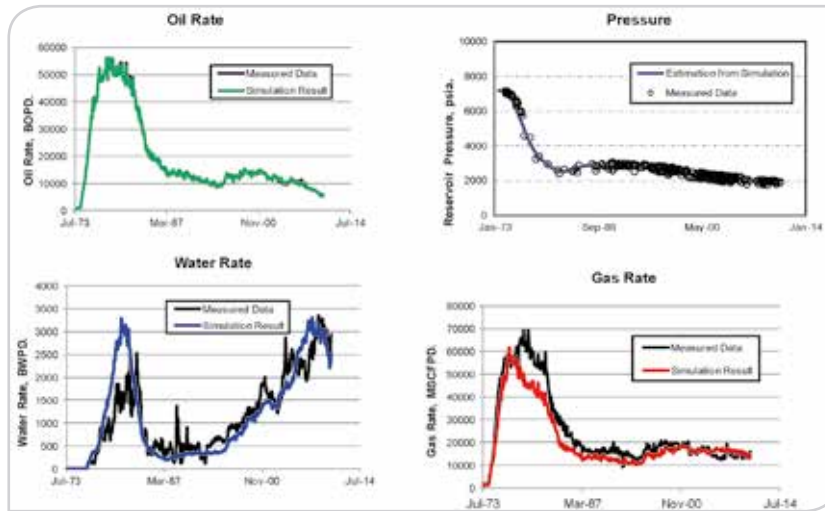 Oil Rate
60000
50000
40000
30000
20000
10000
0
Oil Rate, BOPD.
Measured Data
Simulation Result
Jul-73
Mar-87
Nov-00
Jul-14
Pressure
10000
8000
6000
4000
2000
0
Reservoir Pressure, psia.
Estimation from Simulation
Measured Data
Jan-73
Sep-86
May-00
Jan-14
Water Rate
4000
3500
3000
2500
2000
1500
1000
500
0
Water Rate, BWPD.
Measured Data
Simulation Result
Jul-73
Mar-87
Nov-00
Jul-14
Gas Rate
80000
70000
60000
50000
40000
30000
20000
10000
0
Gas Rate, MSCFPD.
Measured Data
Simulation Result
Jul-73
Mar-87
Nov-00
Jul-14